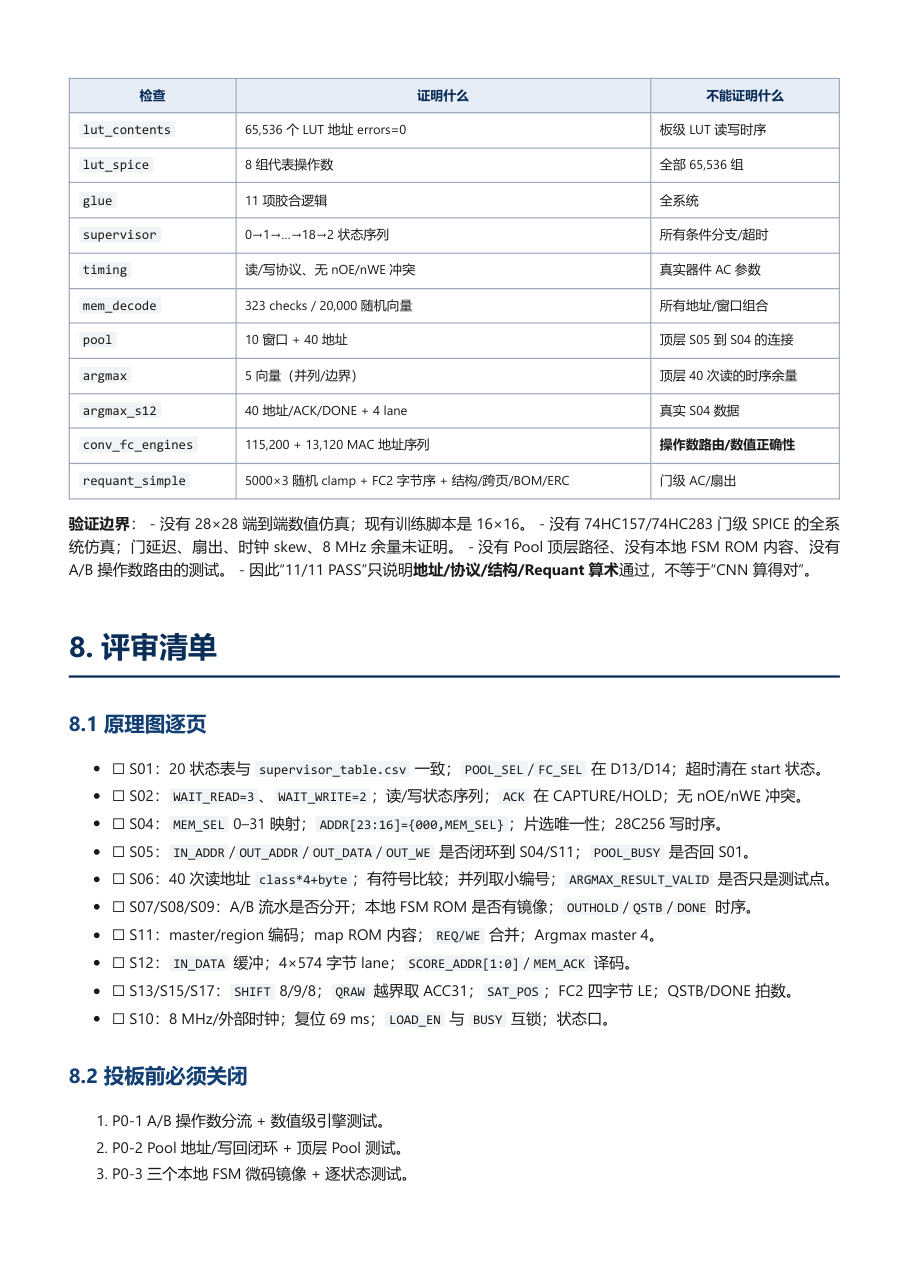 检查 证明什么 不能证明什么
lut_contents 65,536 个 LUT 地址 errors=0 板级 LUT 读写时序
lut_spice 8 组代表操作数 全部 65,536 组
glue 11 项胶合逻辑 全系统
supervisor 0→1→…→18→2 状态序列 所有条件分支/超时
timing 读/写协议、无 nOE/nWE 冲突 真实器件 AC 参数
mem_decode 323 checks / 20,000 随机向量 所有地址/窗口组合
pool 10 窗口 + 40 地址 顶层 S05 到 S04 的连接
argmax 5 向量（并列/边界） 顶层 40 次读的时序余量
argmax_s12 40 地址/ACK/DONE + 4 lane 真实 S04 数据
conv_fc_engines 115,200 + 13,120 MAC 地址序列 操作数路由/数值正确性
requant_simple 5000×3 随机 clamp + FC2 字节序 + 结构/跨页/BOM/ERC 门级 AC/扇出
验证边界： - 没有 28×28 端到端数值仿真；现有训练脚本是 16×16。 - 没有 74HC157/74HC283 门级 SPICE 的全系
统仿真；门延迟、扇出、时钟 skew、8 MHz 余量未证明。 - 没有 Pool 顶层路径、没有本地 FSM ROM 内容、没有
A/B 操作数路由的测试。 - 因此“11/11 PASS”只说明地址/协议/结构/Requant 算术通过，不等于“CNN 算得对”。
8. 评审清单
8.1 原理图逐页
• ☐ S01：20 状态表与 supervisor_table.csv 一致；POOL_SEL / FC_SEL 在 D13/D14；超时清在 start 状态。
• ☐ S02：WAIT_READ=3 、 WAIT_WRITE=2 ；读/写状态序列；ACK 在 CAPTURE/HOLD；无 nOE/nWE 冲突。
• ☐ S04：MEM_SEL 0–31 映射；ADDR[23:16]={000,MEM_SEL} ；片选唯一性；28C256 写时序。
• ☐ S05：IN_ADDR / OUT_ADDR / OUT_DATA / OUT_WE 是否闭环到 S04/S11；POOL_BUSY 是否回 S01。
• ☐ S06：40 次读地址 class*4+byte ；有符号比较；并列取小编号；ARGMAX_RESULT_VALID 是否只是测试点。
• ☐ S07/S08/S09：A/B 流水是否分开；本地 FSM ROM 是否有镜像；OUTHOLD / QSTB / DONE 时序。
• ☐ S11：master/region 编码；map ROM 内容；REQ/WE 合并；Argmax master 4。
• ☐ S12：IN_DATA 缓冲；4×574 字节 lane；SCORE_ADDR[1:0] / MEM_ACK 译码。
• ☐ S13/S15/S17：SHIFT 8/9/8；QRAW 越界取 ACC31；SAT_POS ；FC2 四字节 LE；QSTB/DONE 拍数。
• ☐ S10：8 MHz/外部时钟；复位 69 ms；LOAD_EN 与 BUSY 互锁；状态口。
8.2 投板前必须关闭
1. P0-1 A/B 操作数分流 + 数值级引擎测试。
2. P0-2 Pool 地址/写回闭环 + 顶层 Pool 测试。
3. P0-3 三个本地 FSM 微码镜像 + 逐状态测试。